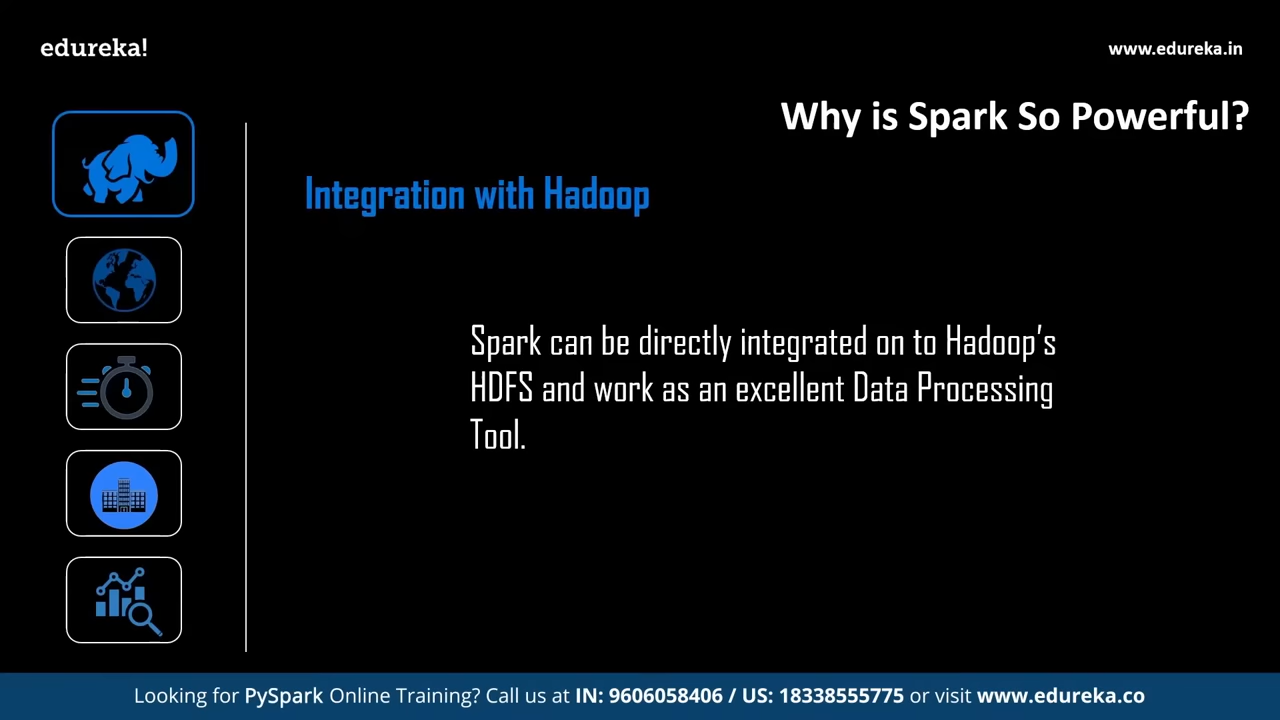 edureka!
www.edureka.in
Why is Spark So Powerful?
Integration with Hadoop
Spark can be directly integrated on to Hadoop’s
HDFS and work as an excellent Data Processing
Tool.
Looking for PySpark Online Training? Call us at IN: 9606058406 / US: 18338555775 or visit www.edureka.co